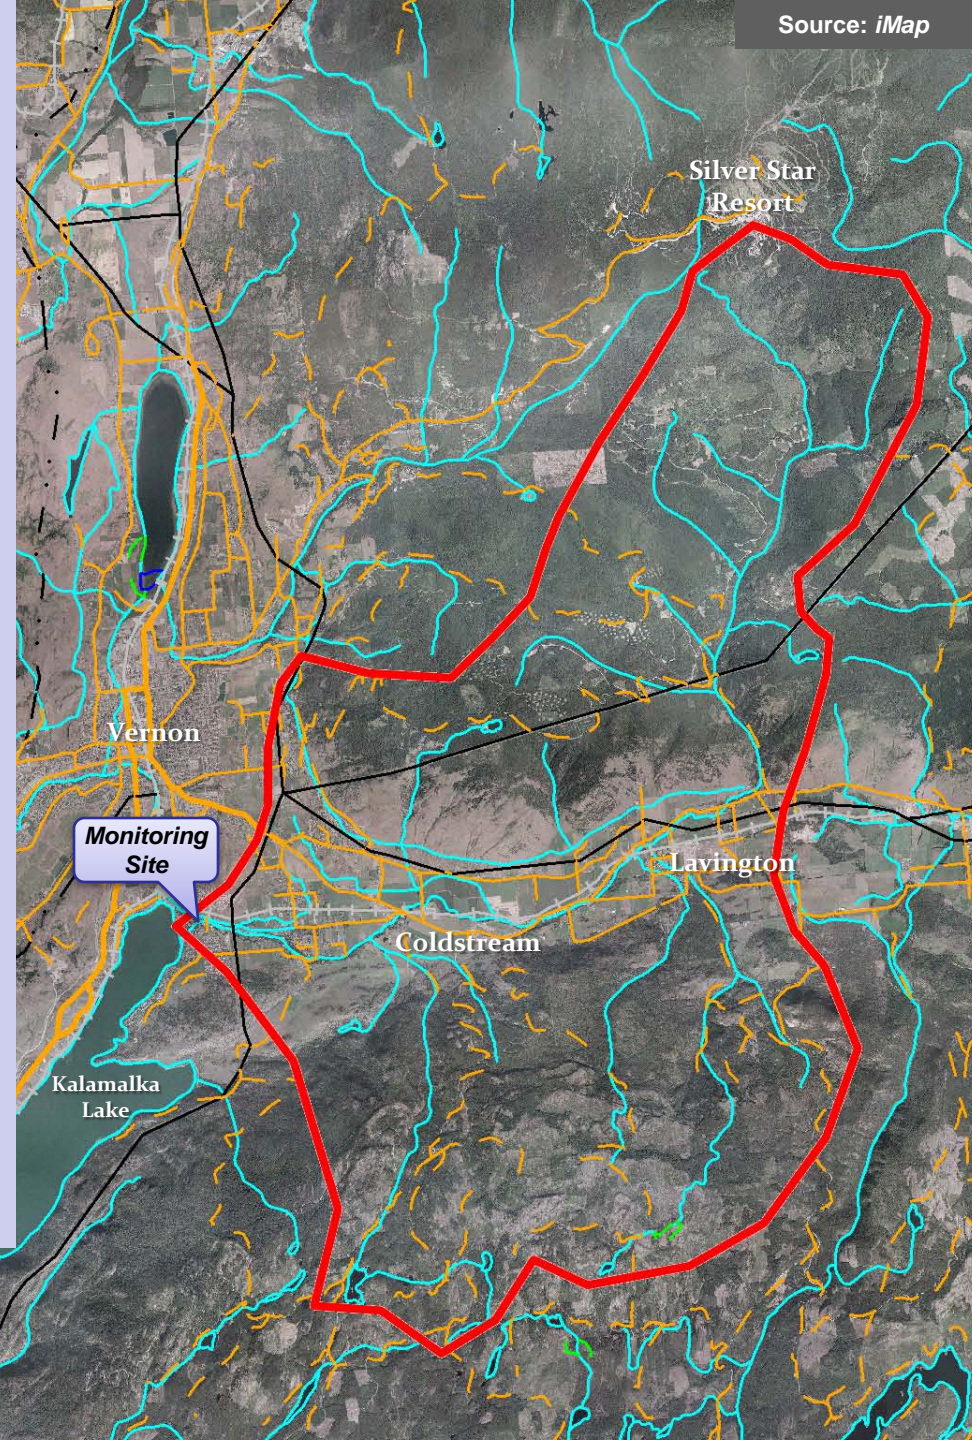 Source: iMap
Silver Star
Resort
Vernon
Monitoring
Site
Lavington
Coldstream
Kalamalka
Lake